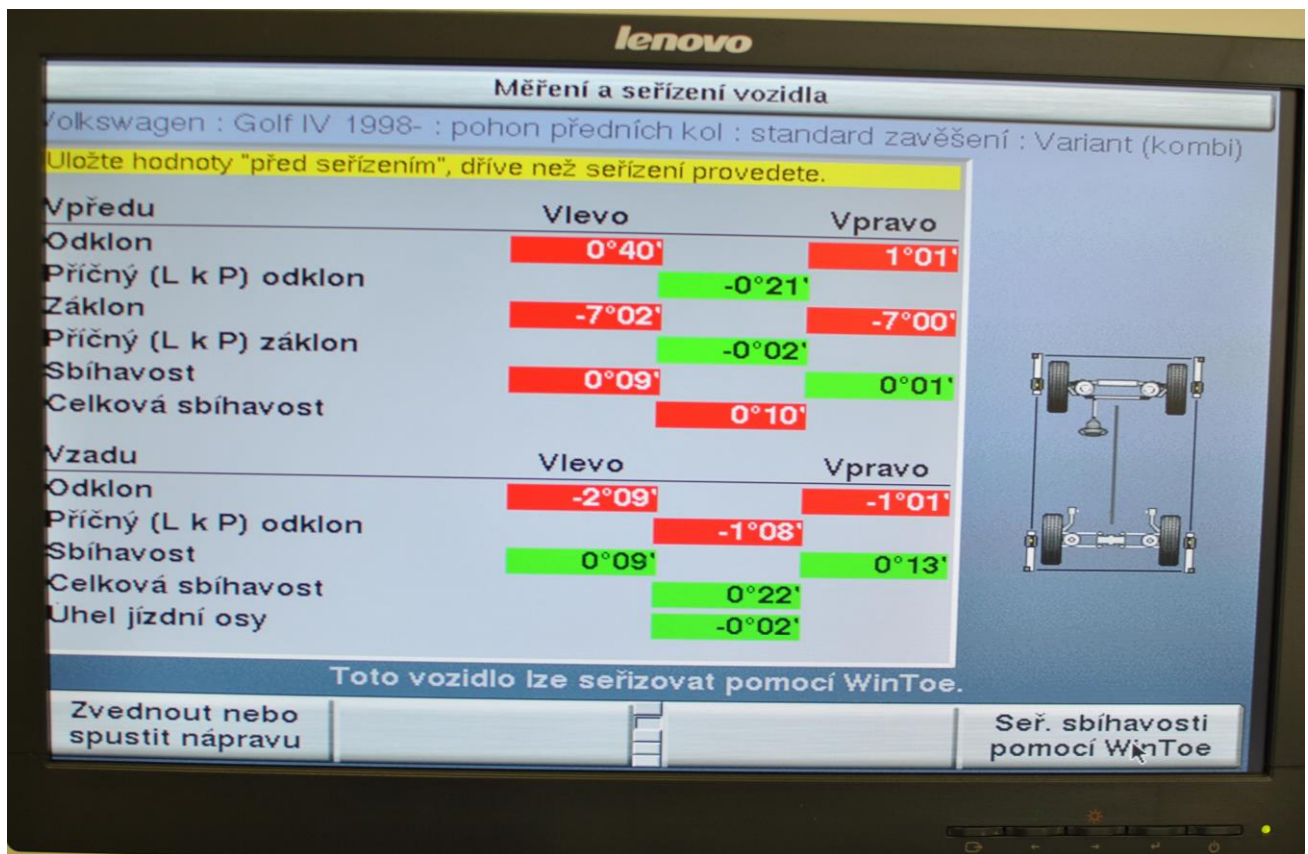 lenovo
Měření a seřízení vozidla
Volkswagen : Golf IV 1998- : pohon předních kol : standard zavěšení : Variant (kombi)
Uložte hodnoty "před seřízením", dříve než seřízení provedete.
Vpředu Vlevo Vpravo
Odklon 0°40' 1°01'
Příčný (L k P) odklon -0°21'
Záklon -7°02' -7°00'
Příčný (L k P) záklon -0°02'
Sbíhavost 0°09' 0°01'
Celková sbíhavost 0°10'
Vzadu Vlevo Vpravo
Odklon -2°09' -1°01'
Příčný (L k P) odklon -1°08'
Sbíhavost 0°09' 0°13'
Celková sbíhavost 0°22'
Úhel jízdní osy -0°02'
Toto vozidlo lze seřizovat pomocí WinToe.
Zvednout nebo
spustit nápravu
Seř. sbíhavosti
pomocí WinToe